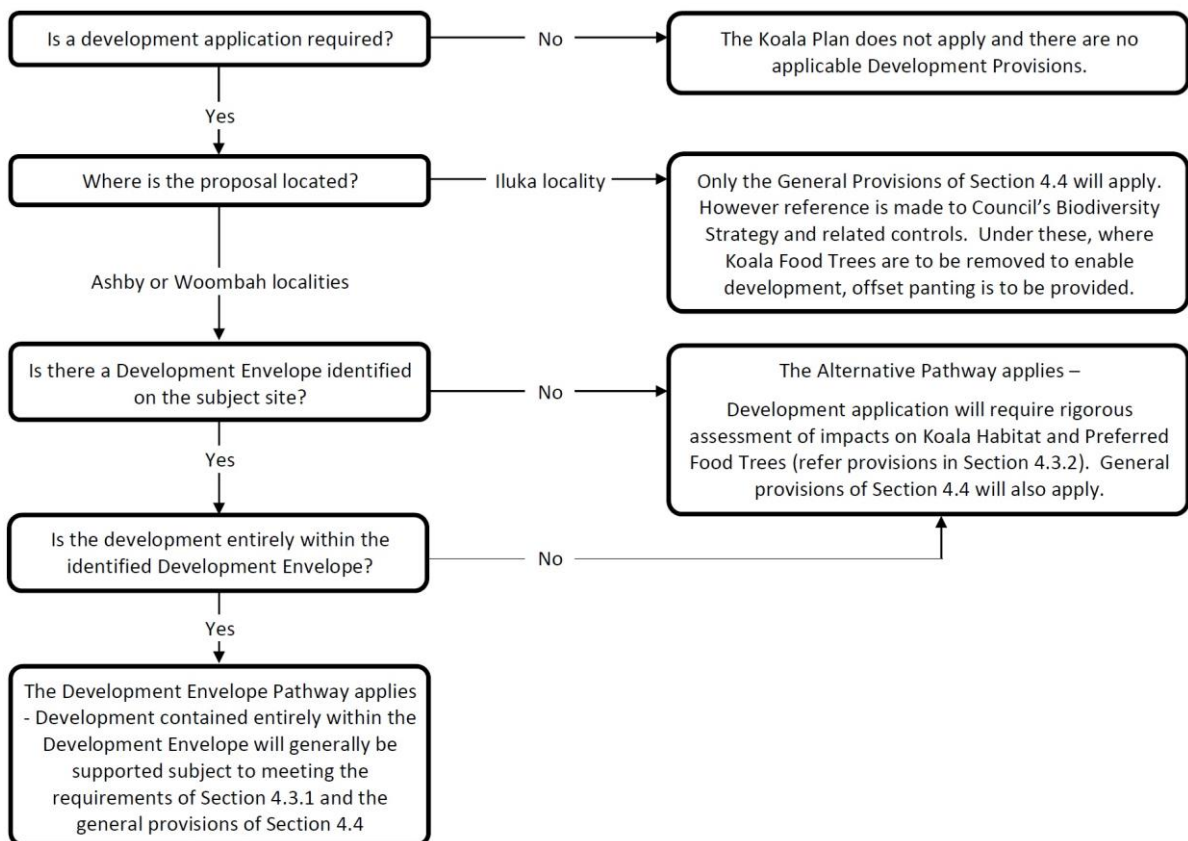 Is a development application required?
No
The Koala Plan does not apply and there are no
applicable Development Provisions.
Yes
Where is the proposal located?
Iluka locality
Only the General Provisions of Section 4.4 will apply.
However reference is made to Council's Biodiversity
Strategy and related controls. Under these, where
Koala Food Trees are to be removed to enable
development, offset panting is to be provided.
Ashby or Woombah localities
Is there a Development Envelope identified
on the subject site?
No
The Alternative Pathway applies –
Development application will require rigorous
assessment of impacts on Koala Habitat and Preferred
Food Trees (refer provisions in Section 4.3.2). General
provisions of Section 4.4 will also apply.
Yes
Is the development entirely within the
identified Development Envelope?
No
Yes
The Development Envelope Pathway applies
- Development contained entirely within the
Development Envelope will generally be
supported subject to meeting the
requirements of Section 4.3.1 and the
general provisions of Section 4.4